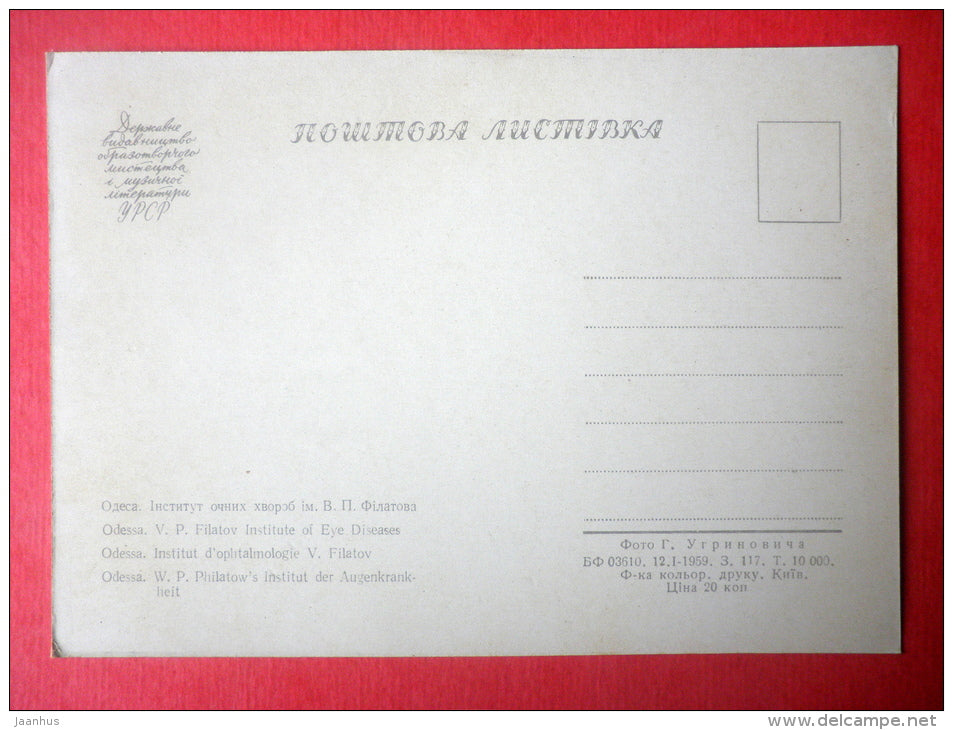 Державне
видавництво
образотворчого
мистецтва
і музичної
літератури
УРСР
ПОШТОВА ЛИСТІВКА
Одеса. Інститут очних хвороб ім. В. П. Філатова
Odessa. V. P. Filatov Institute of Eye Diseases
Odessa. Institut d'ophtalmologie V. Filatov
Odessa. W. P. Philatow's Institut der Augenkrank-
heit
Фото Г. Угриновича
БФ 03610. 12.I-1959. З. 117. Т. 10 000.
Ф-ка кольор. друку. Київ.
Ціна 20 коп
Jaanhus
www.delcampe.net